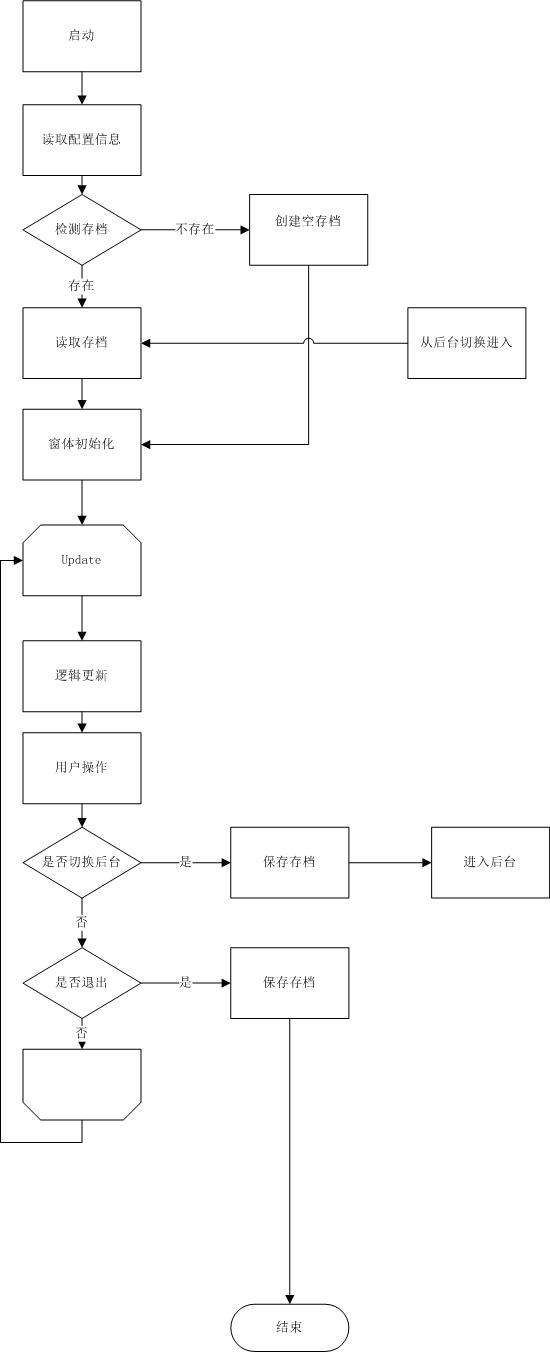 启动
读取配置信息
检测存档
不存在
创建空存档
存在
读取存档
从后台切换进入
窗体初始化
Update
逻辑更新
用户操作
是否切换后台
是
保存存档
进入后台
否
是否退出
是
保存存档
否
结束